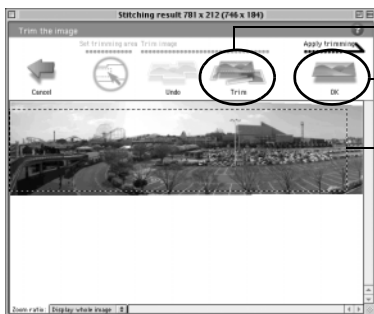 Stitching result 781 x 212 (746 x 184)
Trim the image
Set trimming area Trim image Apply trimming
Cancel Undo Trim OK
Zoom ratio: Display whole image